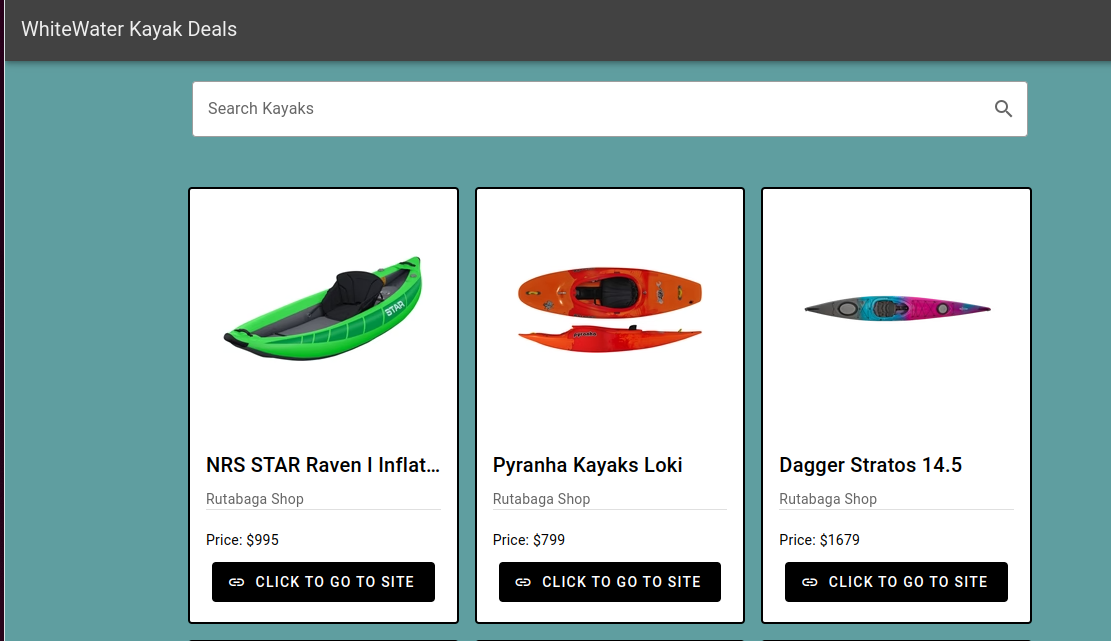 WhiteWater Kayak Deals
Search Kayaks
STAR
pyranha
NRS STAR Raven I Inflat...
Rutabaga Shop
Price: $995
CLICK TO GO TO SITE
Pyranha Kayaks Loki
Rutabaga Shop
Price: $799
CLICK TO GO TO SITE
Dagger Stratos 14.5
Rutabaga Shop
Price: $1679
CLICK TO GO TO SITE